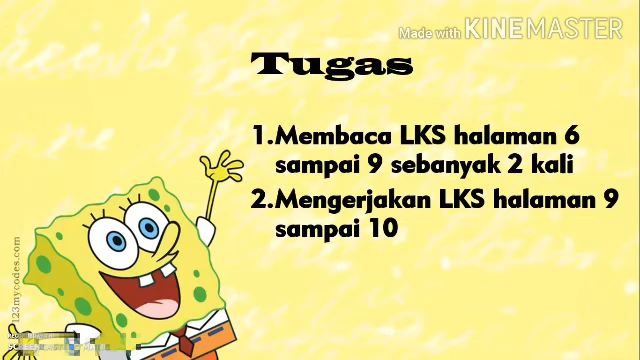 Made with KINEMASTER
Tugas
1.Membaca LKS halaman 6
sampai 9 sebanyak 2 kali
2.Mengerjakan LKS halaman 9
sampai 10
123mycodes.com